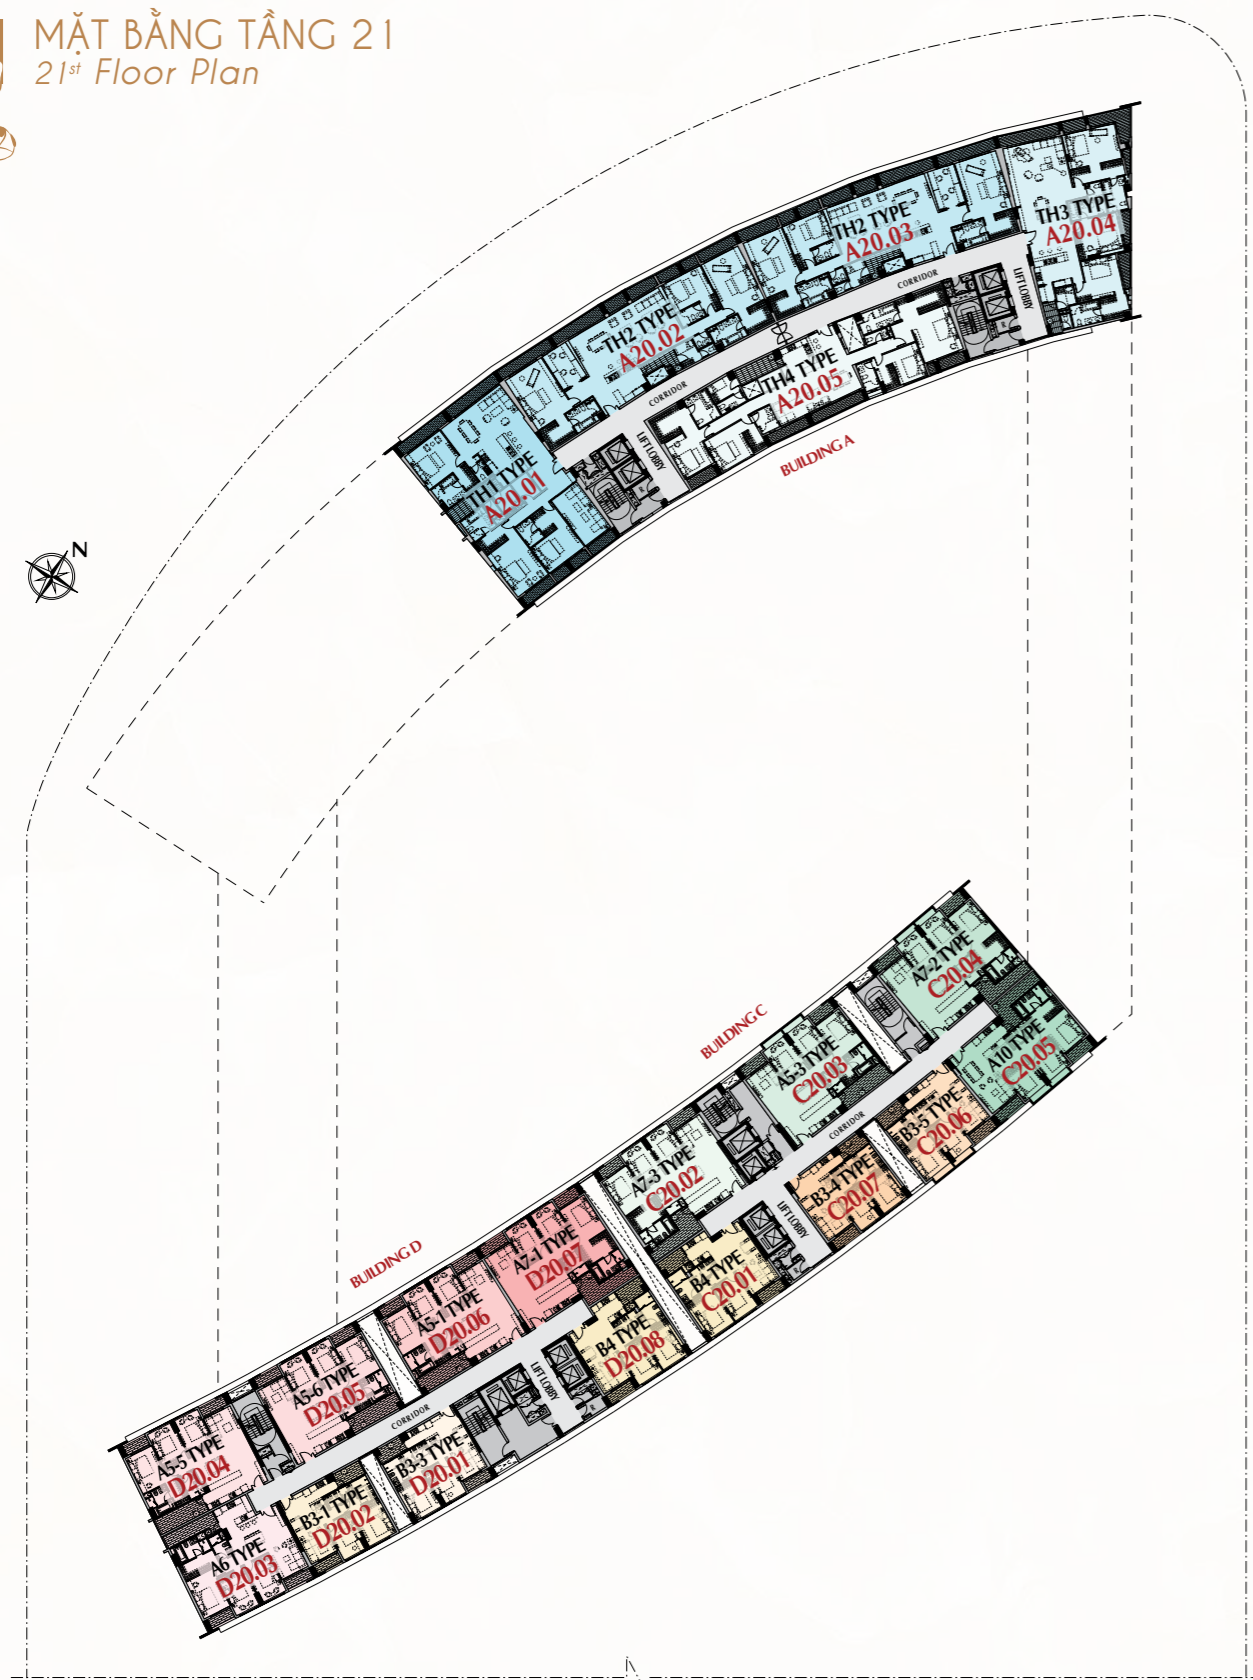 MẶT BẰNG TẦNG 21
21st Floor Plan
N
TH3 TYPE
A20.04
TH2 TYPE
A20.03
CORRIDOR
LIFT LOBBY
R
TH2 TYPE
A20.02
TH4 TYPE
A20.05
CORRIDOR
LIFT LOBBY
R
BUILDING A
TH1 TYPE
A20.01
A7-2 TYPE
C20.04
BUILDING C
A10 TYPE
C20.05
A5-3 TYPE
C20.03
CORRIDOR
B3-5 TYPE
C20.06
A7-3 TYPE
C20.02
B3-4 TYPE
C20.07
LIFT LOBBY
R
B4 TYPE
C20.01
BUILDING D
A7-1 TYPE
D20.07
A5-1 TYPE
D20.06
B4 TYPE
D20.08
LIFT LOBBY
R
A5-6 TYPE
D20.05
CORRIDOR
B3-3 TYPE
D20.01
A5-5 TYPE
D20.04
B3-1 TYPE
D20.02
A6 TYPE
D20.03